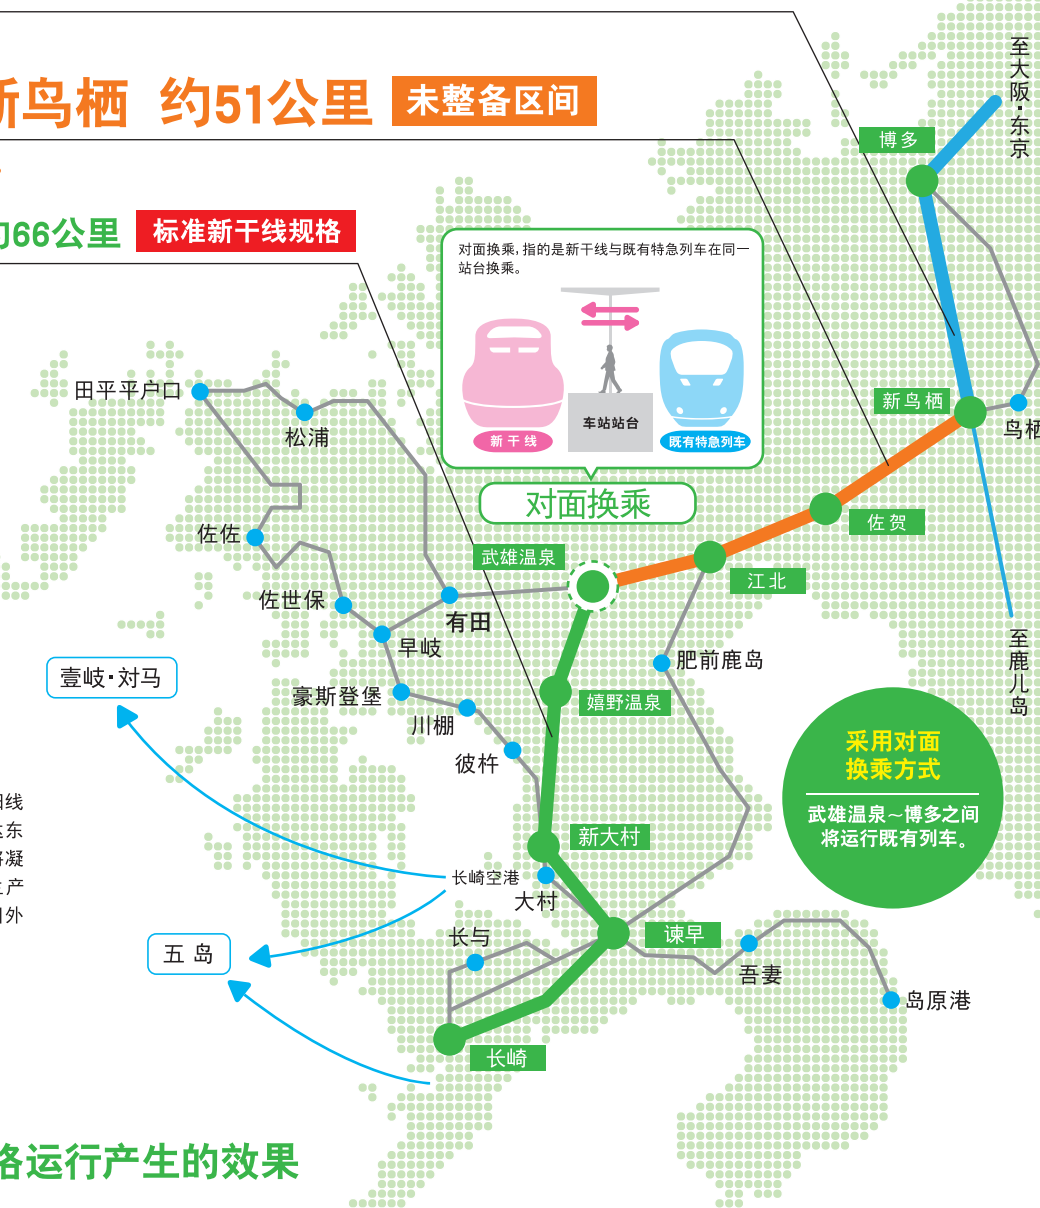 新鸟栖 约51公里 未整备区间
约66公里 标准新干线规格
至大阪·东京
博多
对面换乘，指的是新干线与既有特急列车在同一
站台换乘。
车站站台
新干线
既有特急列车
对面换乘
田平平户口
松浦
新鸟栖
鸟栖
佐贺
佐佐
武雄温泉
江北
佐世保
有田
早岐
肥前鹿岛
至鹿儿岛
壹岐·対马
豪斯登堡
嬉野温泉
川棚
彼杵
采用对面
换乘方式
武雄温泉~博多之间
将运行既有列车。
线
东
凝
产
外
新大村
长崎空港
大村
长与
谏早
五岛
吾妻
岛原港
长崎
格运行产生的效果